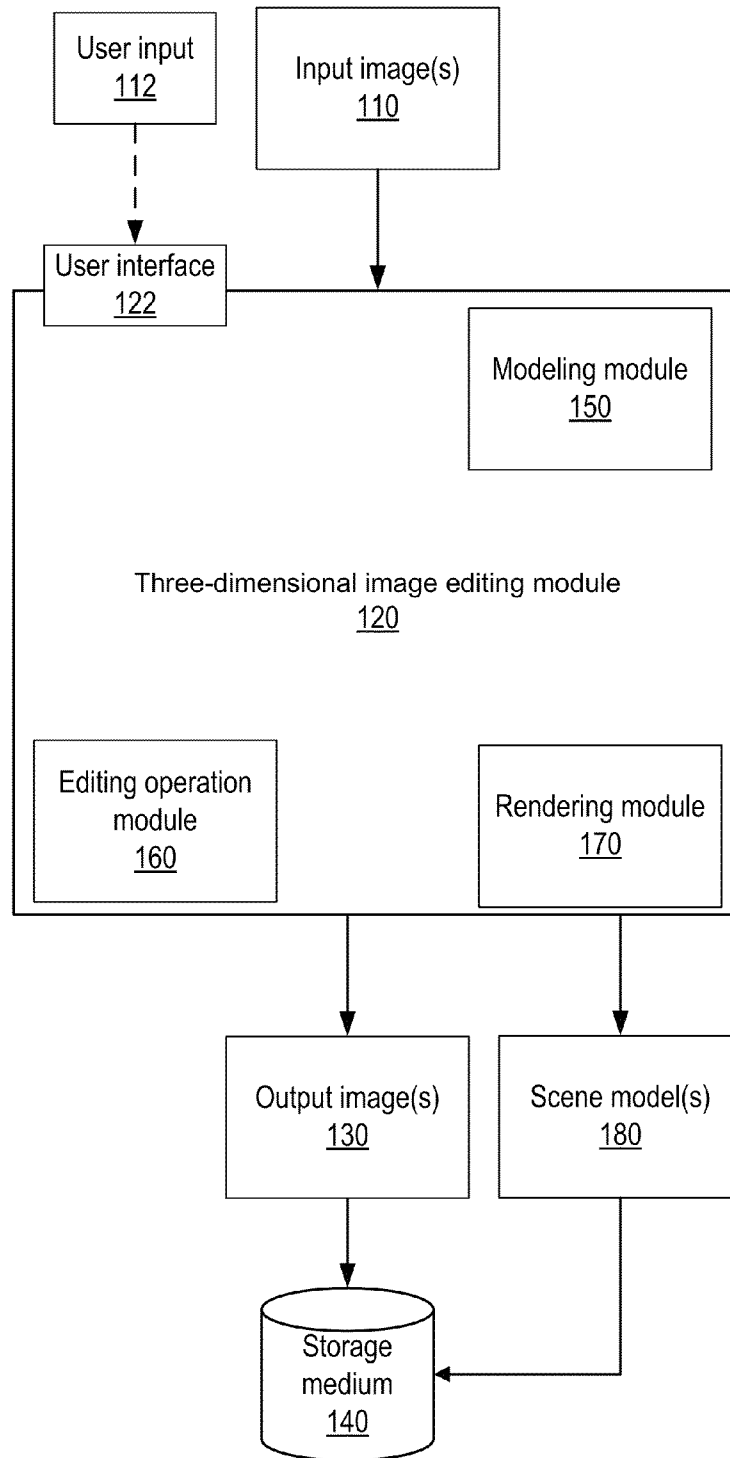 User input
112
Input image(s)
110
User interface
122
Modeling module
150
Three-dimensional image editing module
120
Editing operation
module
160
Rendering module
170
Output image(s)
130
Scene model(s)
180
Storage
medium
140